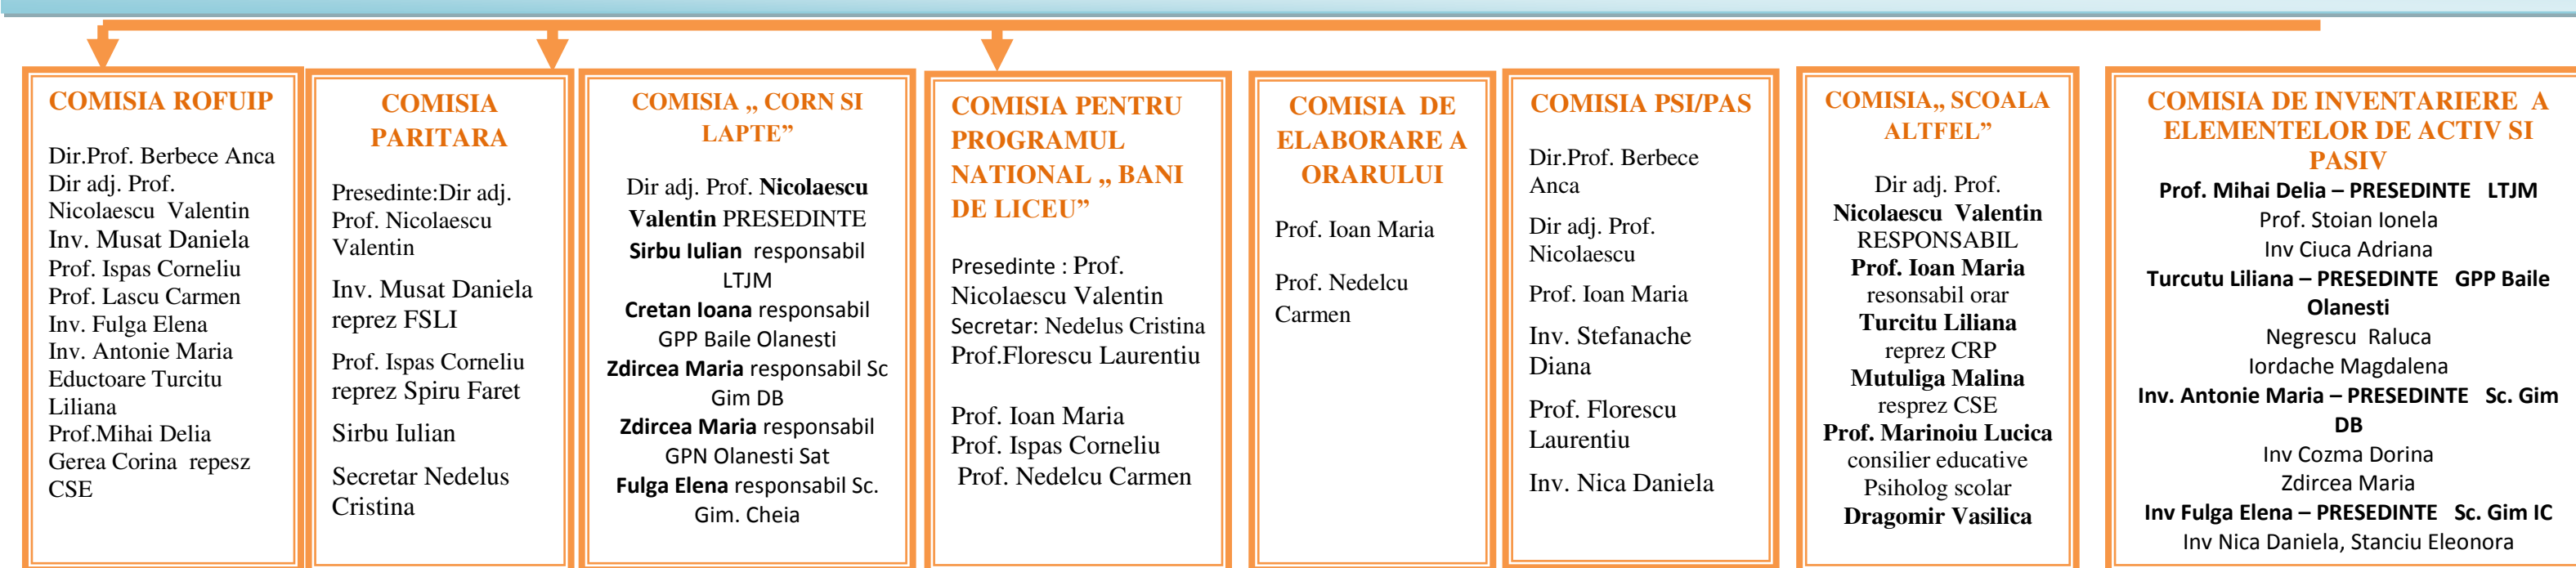 COMISIA ROFUIP
Dir.Prof. Berbece Anca
Dir adj. Prof.
Nicolaescu Valentin
Inv. Musat Daniela
Prof. Ispas Corneliu
Prof. Lascu Carmen
Inv. Fulga Elena
Inv. Antonie Maria
Eductoare Turcitu
Liliana
Prof.Mihai Delia
Gerea Corina repesz
CSE
COMISIA
PARITARA
Presedinte:Dir adj.
Prof. Nicolaescu
Valentin
Inv. Musat Daniela
reprez FSLI
Prof. Ispas Corneliu
reprez Spiru Faret
Sirbu Iulian
Secretar Nedelus
Cristina
COMISIA „ CORN SI
LAPTE”
Dir adj. Prof. Nicolaescu
Valentin PRESEDINTE
Sirbu Iulian responsabil
LTJM
Cretan Ioana responsabil
GPP Baile Olanesti
Zdircea Maria responsabil Sc
Gim DB
Zdircea Maria responsabil
GPN Olanesti Sat
Fulga Elena responsabil Sc.
Gim. Cheia
COMISIA PENTRU
PROGRAMUL
NATIONAL „ BANI
DE LICEU”
Presedinte : Prof.
Nicolaescu Valentin
Secretar: Nedelus Cristina
Prof.Florescu Laurentiu
Prof. Ioan Maria
Prof. Ispas Corneliu
Prof. Nedelcu Carmen
COMISIA DE
ELABORARE A
ORARULUI
Prof. Ioan Maria
Prof. Nedelcu
Carmen
COMISIA PSI/PAS
Dir.Prof. Berbece
Anca
Dir adj. Prof.
Nicolaescu
Prof. Ioan Maria
Inv. Stefanache
Diana
Prof. Florescu
Laurentiu
Inv. Nica Daniela
COMISIA„ SCOALA
ALTFEL”
Dir adj. Prof.
Nicolaescu Valentin
RESPONSABIL
Prof. Ioan Maria
resonsabil orar
Turcitu Liliana
reprez CRP
Mutuliga Malina
resprez CSE
Prof. Marinoiu Lucica
consilier educative
Psiholog scolar
Dragomir Vasilica
COMISIA DE INVENTARIERE A
ELEMENTELOR DE ACTIV SI
PASIV
Prof. Mihai Delia – PRESEDINTE LTJM
Prof. Stoian Ionela
Inv Ciuca Adriana
Turcutu Liliana – PRESEDINTE GPP Baile
Olanesti
Negrescu Raluca
Iordache Magdalena
Inv. Antonie Maria – PRESEDINTE Sc. Gim
DB
Inv Cozma Dorina
Zdircea Maria
Inv Fulga Elena – PRESEDINTE Sc. Gim IC
Inv Nica Daniela, Stanciu Eleonora